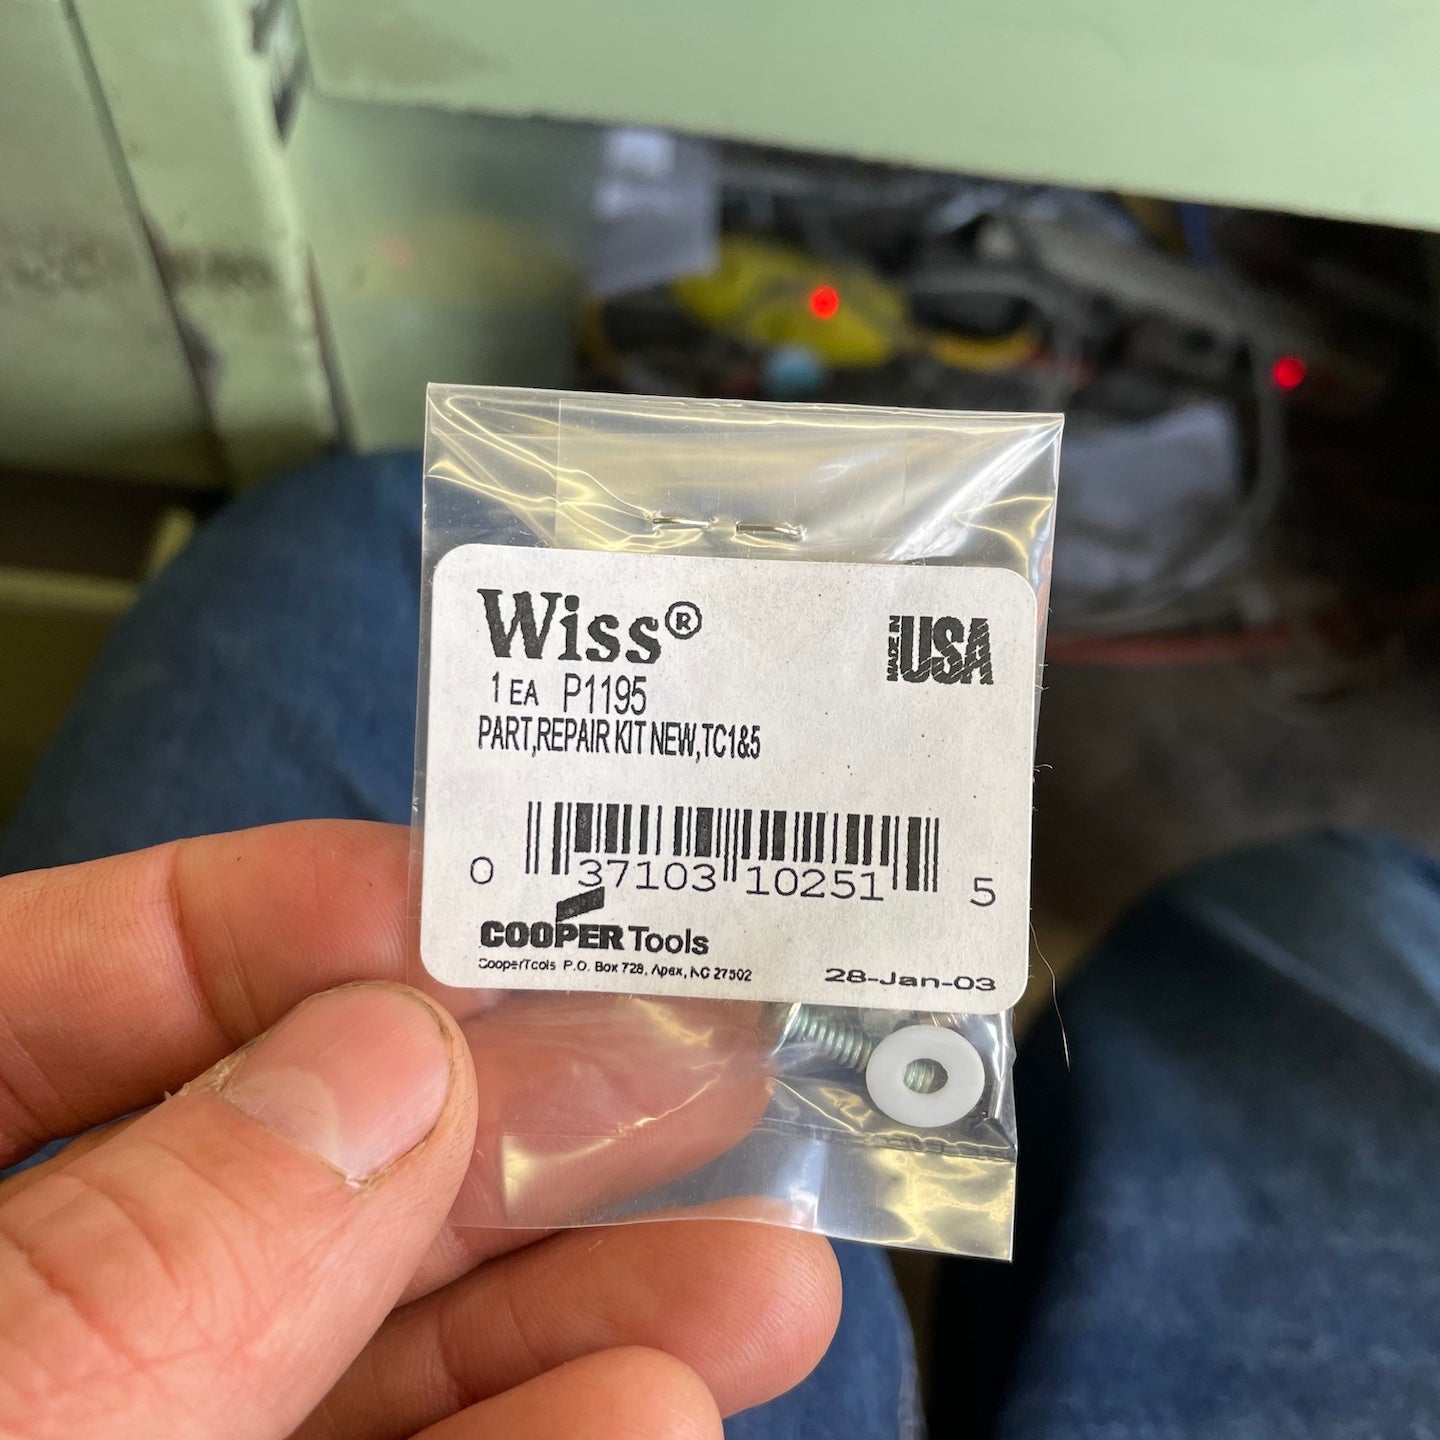 Wiss®
MADE IN USA
1 EA P1195
PART,REPAIR KIT NEW,TC1&5
0 37103 10251 5
COOPER Tools
CooperTools P.O. Box 728, Apex, NC 27502
28-Jan-03